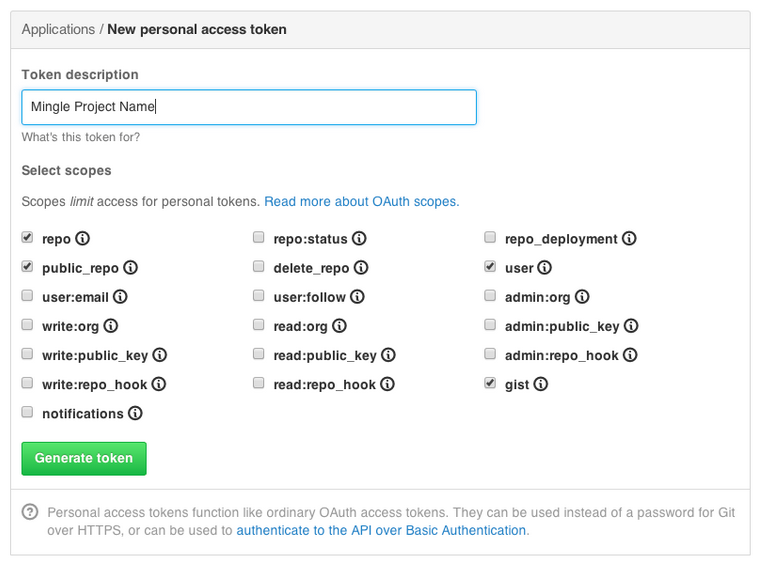 Applications / New personal access token
Token description
Mingle Project Name
What's this token for?
Select scopes
Scopes limit access for personal tokens. Read more about OAuth scopes.
repo repo:status repo_deployment
public_repo delete_repo user
user:email user:follow admin:org
write:org read:org admin:public_key
write:public_key read:public_key admin:repo_hook
write:repo_hook read:repo_hook gist
notifications
Generate token
Personal access tokens function like ordinary OAuth access tokens. They can be used instead of a password for Git
over HTTPS, or can be used to authenticate to the API over Basic Authentication.